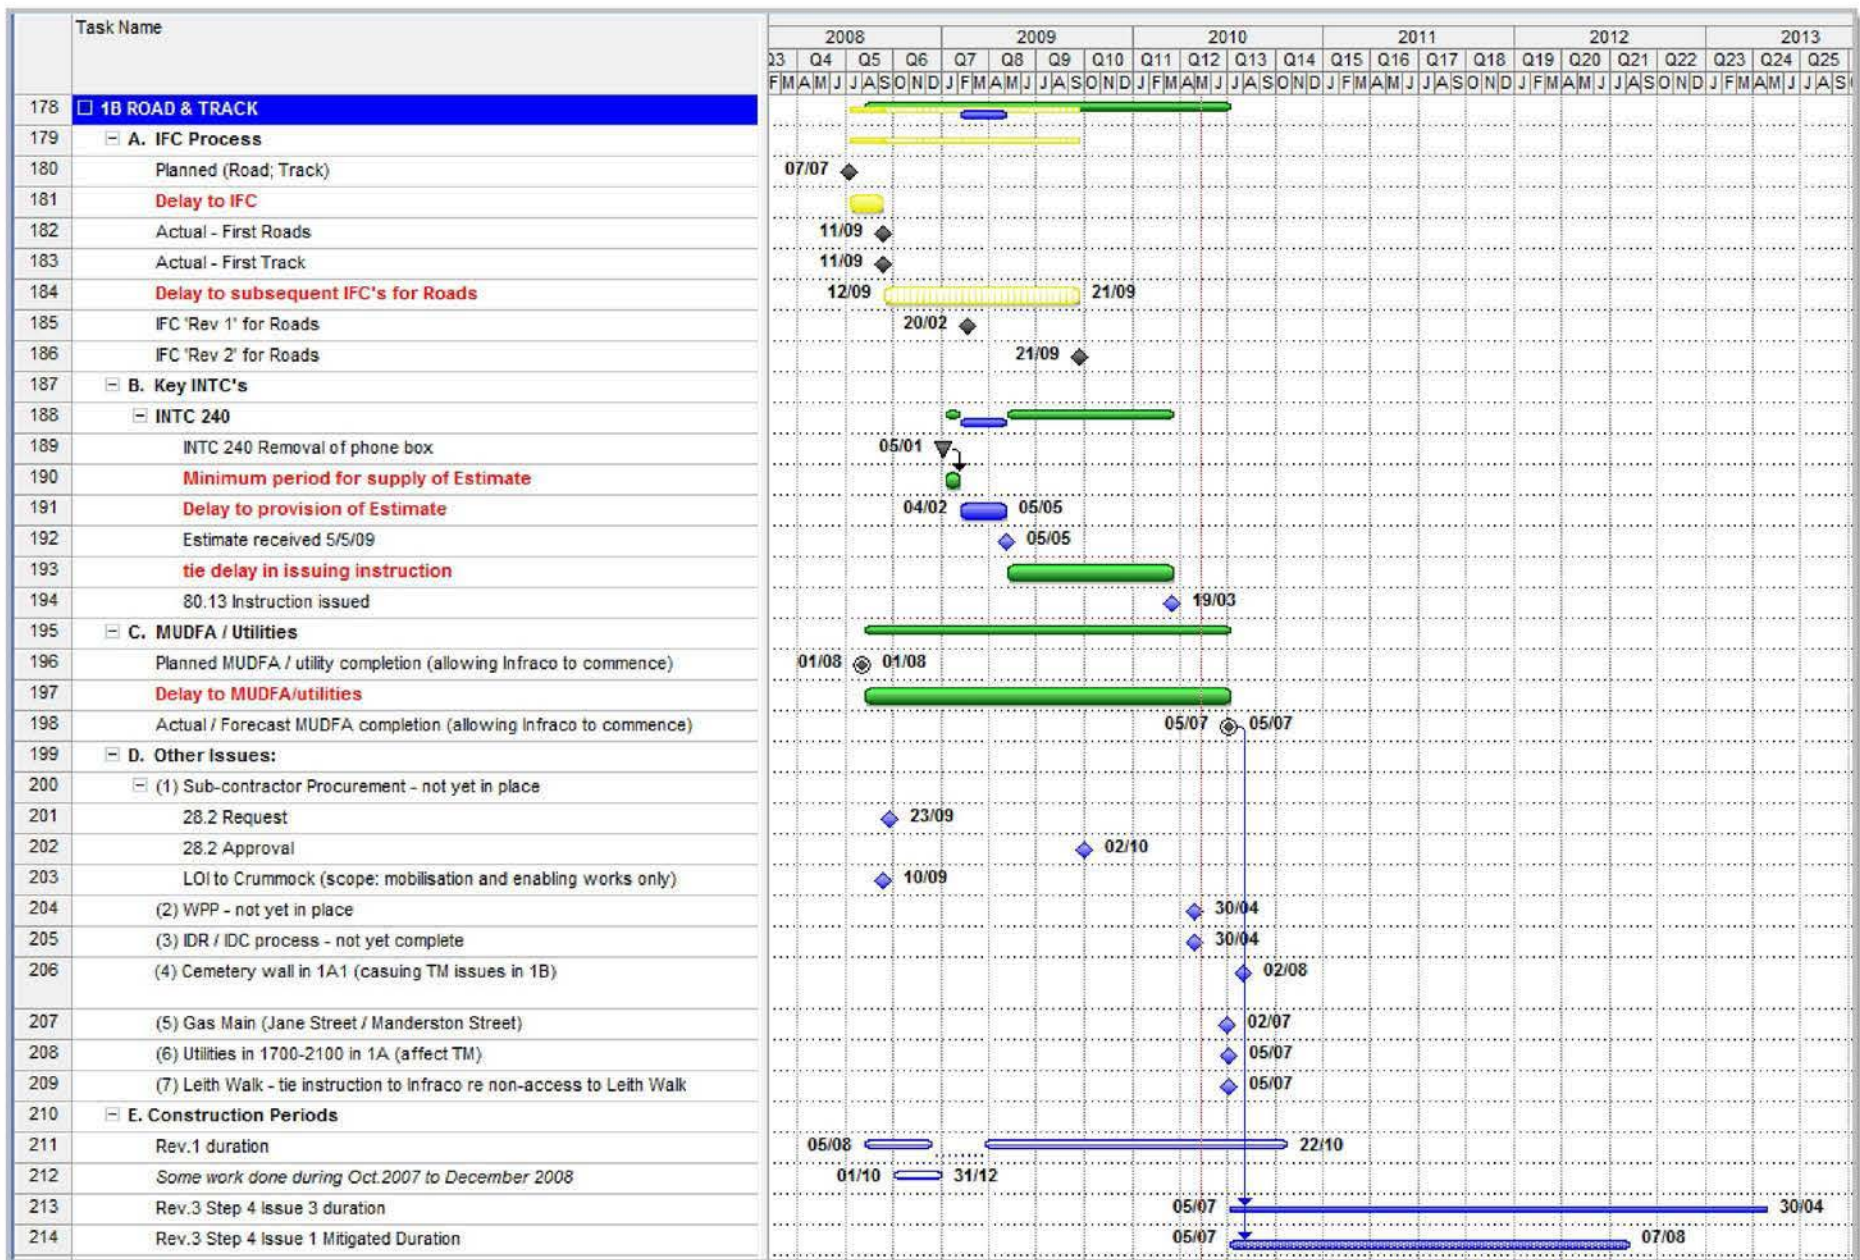 Task Name
2008 2009 2010 2011 2012 2013
Q3 Q4 Q5 Q6 Q7 Q8 Q9 Q10 Q11 Q12 Q13 Q14 Q15 Q16 Q17 Q18 Q19 Q20 Q21 Q22 Q23 Q24 Q25
F M A M J J A S O N D J F M A M J J A S O N D J F M A M J J A S O N D J F M A M J J A S O N D J F M A M J J A S O N D J F M A M J J A S
178 1B ROAD & TRACK
179 A. IFC Process
180 Planned (Road; Track) 07/07
181 Delay to IFC
182 Actual - First Roads 11/09
183 Actual - First Track 11/09
184 Delay to subsequent IFC's for Roads 12/09 21/09
185 IFC 'Rev 1' for Roads 20/02
186 IFC 'Rev 2' for Roads 21/09
187 B. Key INTC's
188 INTC 240
189 INTC 240 Removal of phone box 05/01
190 Minimum period for supply of Estimate
191 Delay to provision of Estimate 04/02 05/05
192 Estimate received 5/5/09 05/05
193 tie delay in issuing instruction
194 80.13 Instruction issued 19/03
195 C. MUDFA / Utilities
196 Planned MUDFA / utility completion (allowing Infraco to commence) 01/08 01/08
197 Delay to MUDFA/utilities
198 Actual / Forecast MUDFA completion (allowing Infraco to commence) 05/07 05/07
199 D. Other Issues:
200 (1) Sub-contractor Procurement - not yet in place
201 28.2 Request 23/09
202 28.2 Approval 02/10
203 LOI to Crummock (scope: mobilisation and enabling works only) 10/09
204 (2) WPP - not yet in place 30/04
205 (3) IDR / IDC process - not yet complete 30/04
206 (4) Cemetery wall in 1A1 (casuing TM issues in 1B) 02/08
207 (5) Gas Main (Jane Street / Manderston Street) 02/07
208 (6) Utilities in 1700-2100 in 1A (affect TM) 05/07
209 (7) Leith Walk - tie instruction to Infraco re non-access to Leith Walk 05/07
210 E. Construction Periods
211 Rev.1 duration 05/08 22/10
212 Some work done during Oct.2007 to December 2008 01/10 31/12
213 Rev.3 Step 4 Issue 3 duration 05/07 30/04
214 Rev.3 Step 4 Issue 1 Mitigated Duration 05/07 07/08